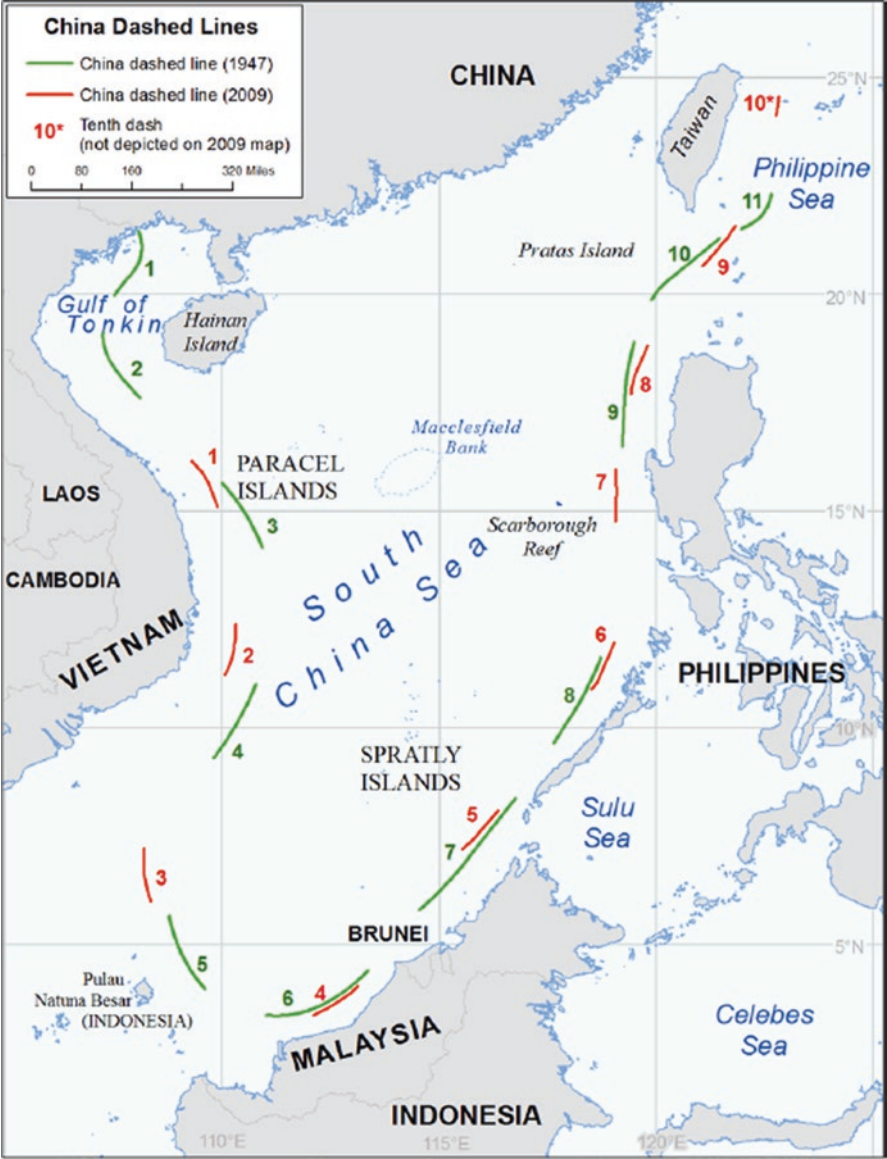 China Dashed Lines
China dashed line (1947)
China dashed line (2009)
10* Tenth dash
(not depicted on 2009 map)
0 80 160 320 Miles
CHINA
25°N
10*
Taiwan
Philippine
Sea
11
Pratas Island
10
9
1
Gulf of
Tonkin
20°N
Hainan
Island
2
8
9
Macclesfield
Bank
1
PARACEL
ISLANDS
7
LAOS
3
15°N
Scarborough
Reef
South
China Sea
CAMBODIA
VIETNAM
2
6
PHILIPPINES
8
4
10°N
SPRATLY
ISLANDS
Sulu
Sea
5
7
3
BRUNEI
5°N
5
Pulau
Natuna Besar
(INDONESIA)
6
4
MALAYSIA
Celebes
Sea
INDONESIA
110°E 115°E 120°E